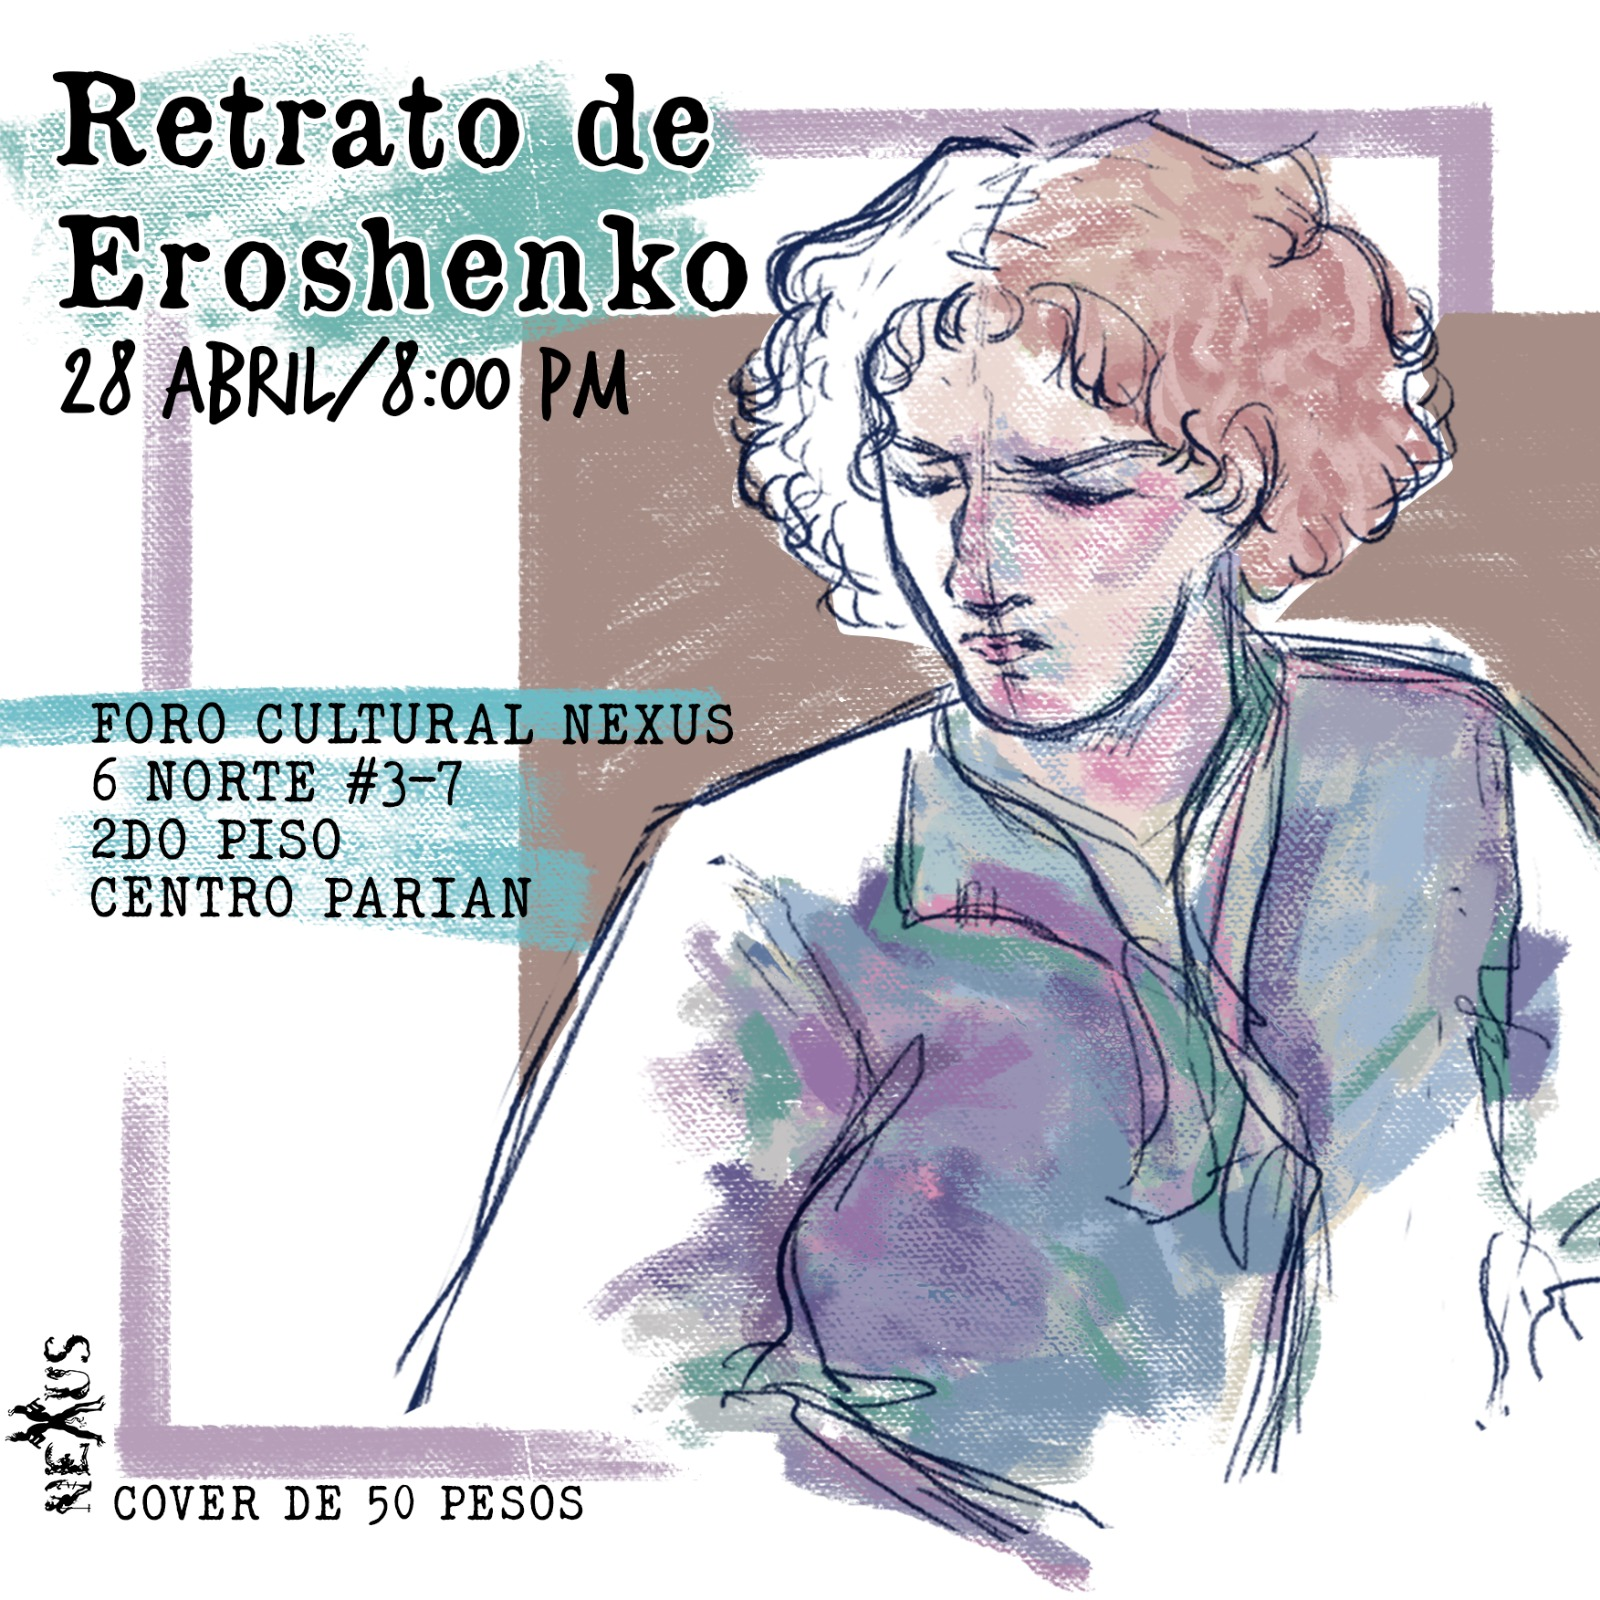 Retrato de
Eroshenko
28 ABRIL/8:00 PM
FORO CULTURAL NEXUS
6 NORTE #3-7
2DO PISO
CENTRO PARIAN
NEXUS
COVER DE 50 PESOS